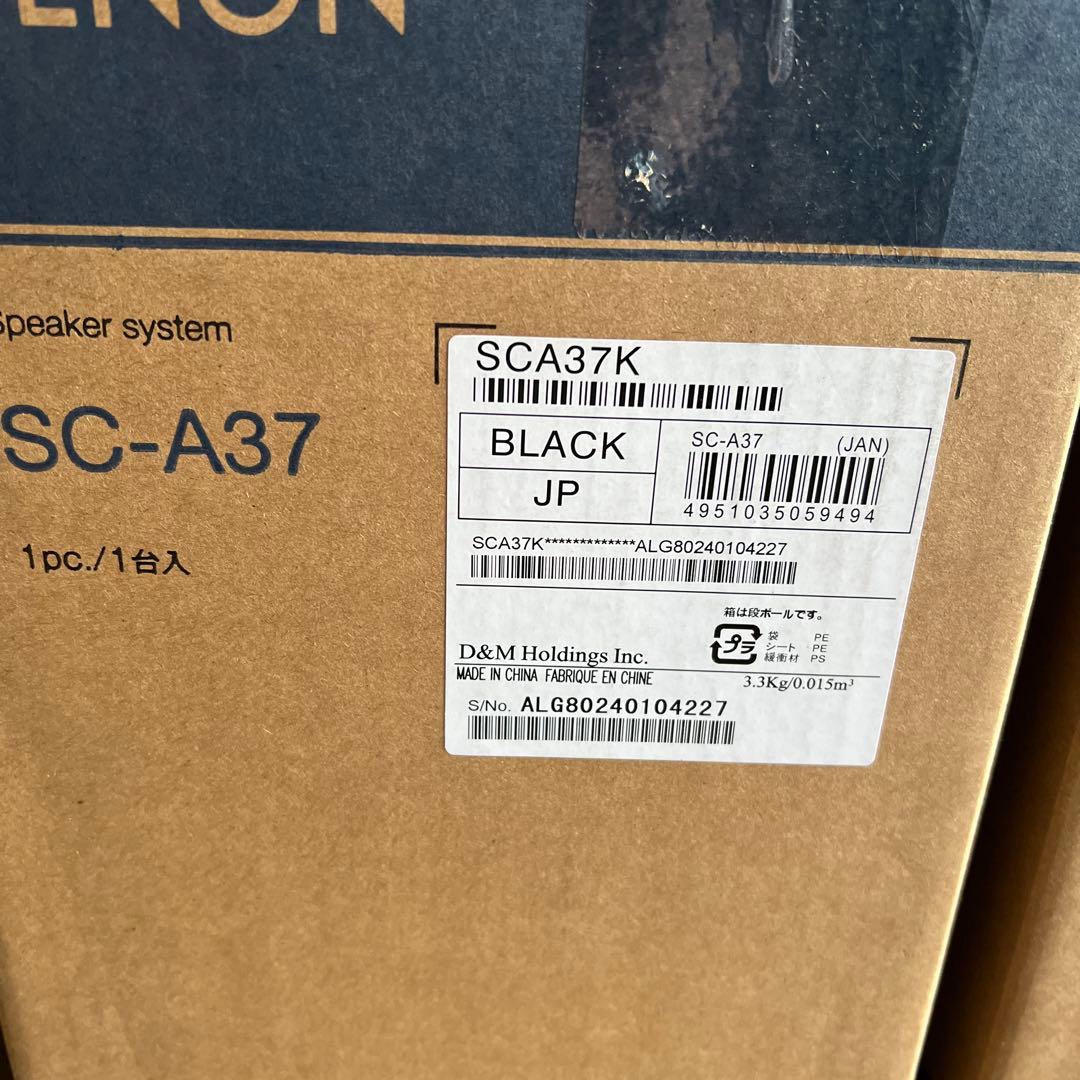 ENON
Speaker system
SC-A37
1pc./1台入
SCA37K
BLACK
JP
SC-A37 (JAN)
4951035059494
SCA37K*************ALG80240104227
箱は段ボールです。
プラ
袋 PE
シート PE
緩衝材 PS
D&M Holdings Inc.
MADE IN CHINA FABRIQUE EN CHINE
3.3Kg/0.015m³
S/No. ALG80240104227